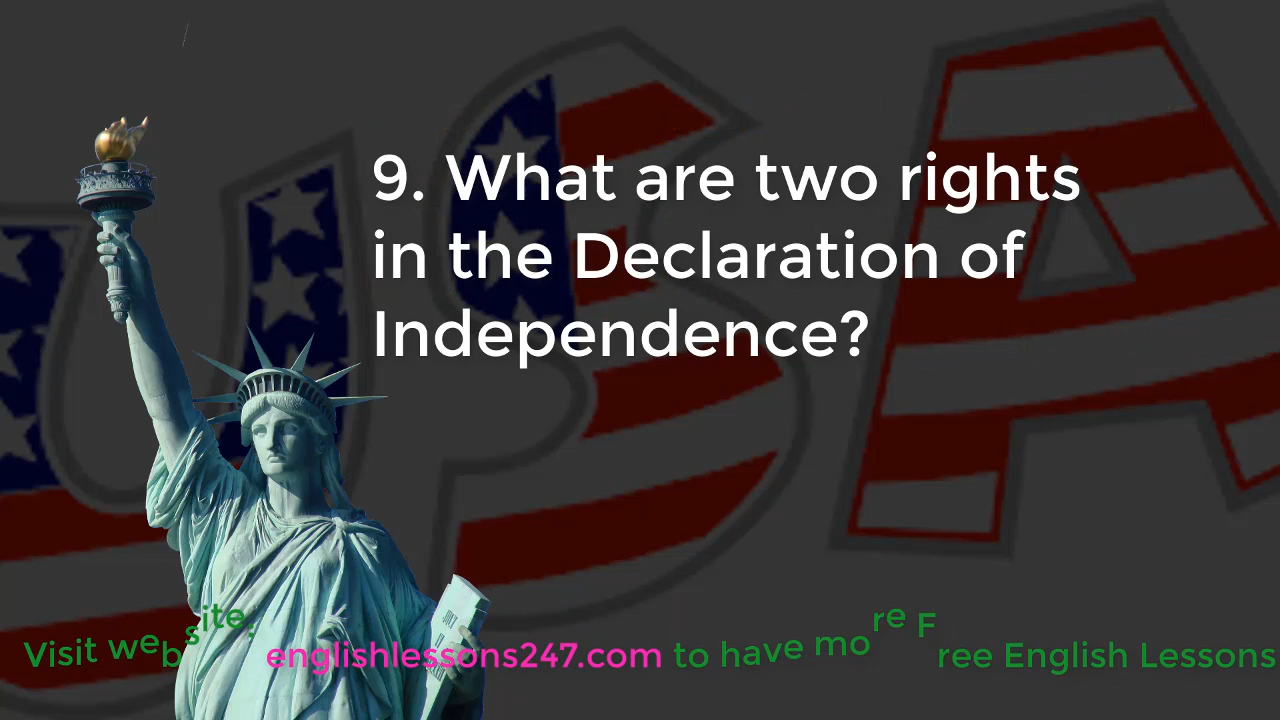 USA
9. What are two rights
in the Declaration of
Independence?
Visit website: englishlessons247.com to have more Free English Lessons